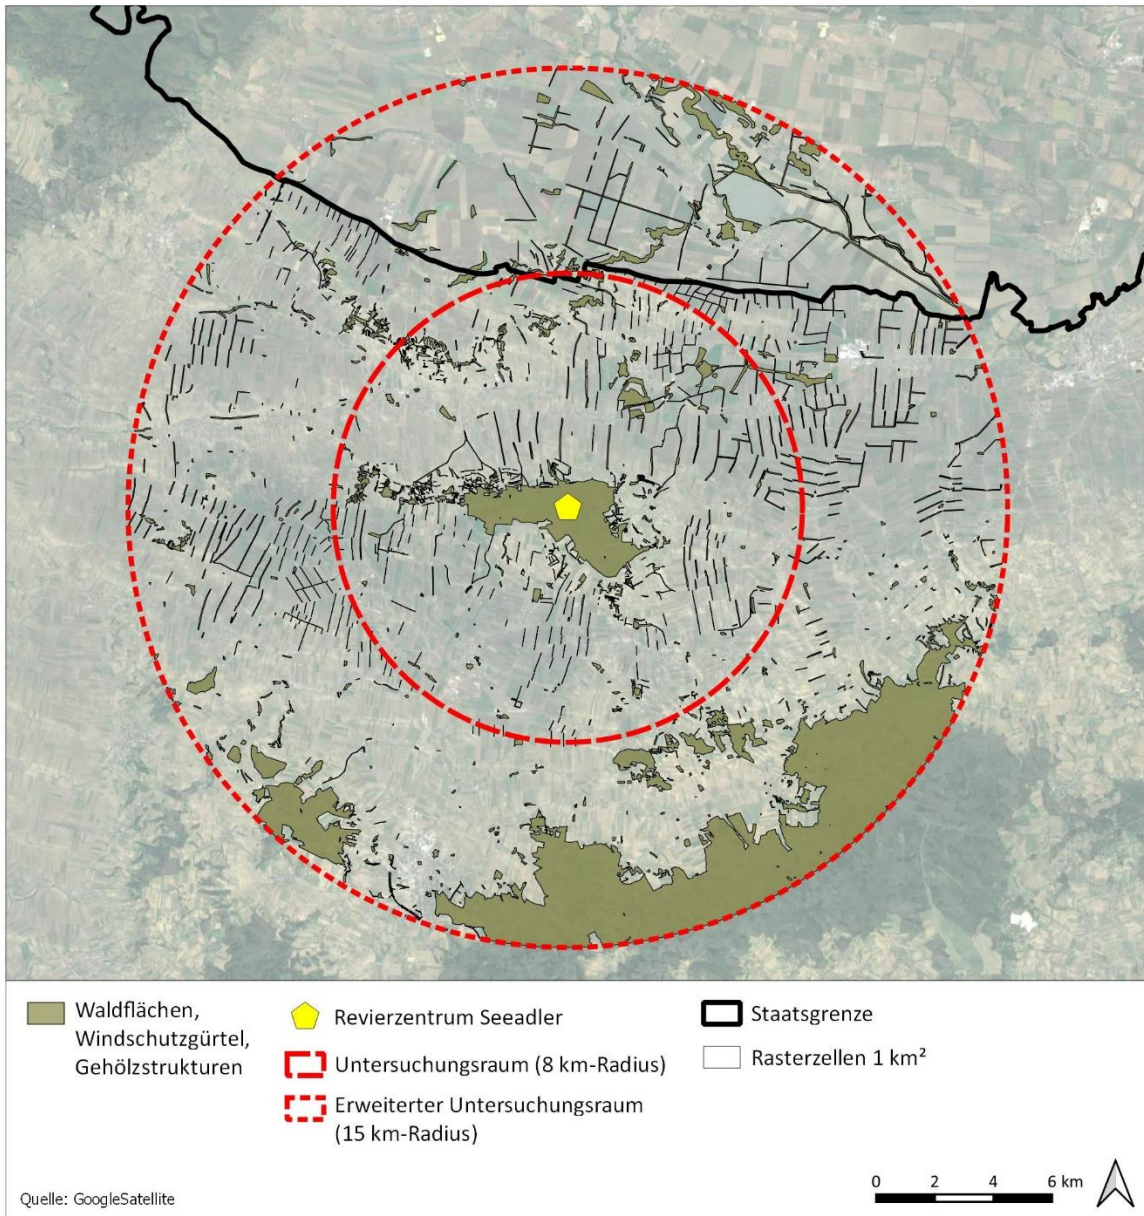 Waldflächen,
Windschutzgürtel,
Gehölzstrukturen
Revierzentrum Seeadler
Untersuchungsraum (8 km-Radius)
Erweiterter Untersuchungsraum
(15 km-Radius)
Staatsgrenze
Rasterzellen 1 km²
Quelle: GoogleSatellite
0 2 4 6 km